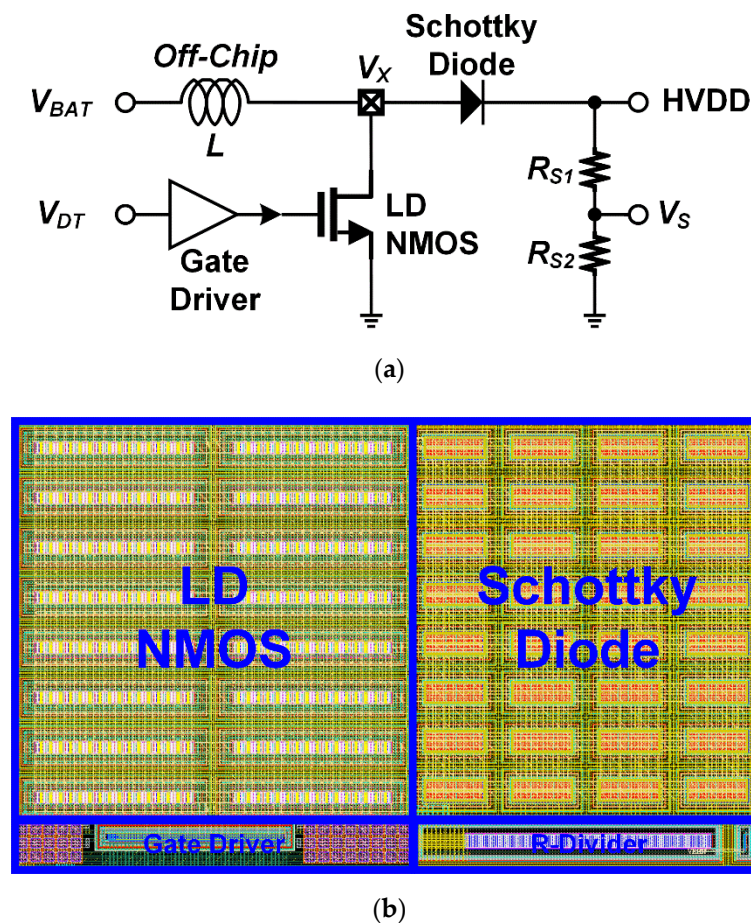 Off-Chip
V_X
Schottky
Diode
V_BAT
HVDD
L
R_S1
V_DT
LD
NMOS
V_S
Gate
Driver
R_S2
(a)
LD
NMOS
Schottky
Diode
Gate Driver
R-Divider
(b)